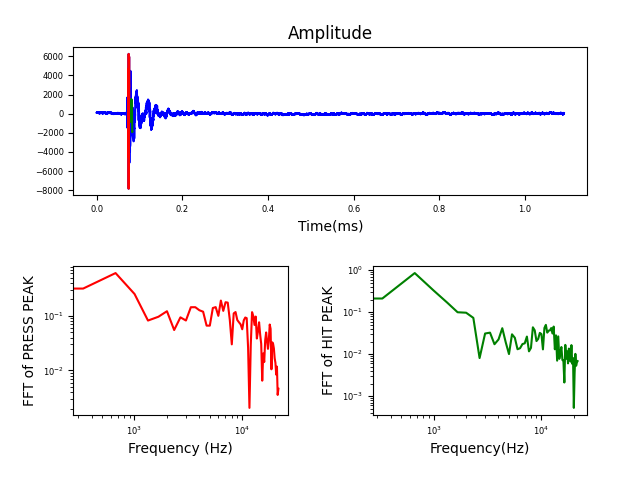 Amplitude
6000
4000
2000
0
−2000
−4000
−6000
−8000
0.0 0.2 0.4 0.6 0.8 1.0
Time(ms)
FFT of PRESS PEAK
10⁻¹
10⁻²
10³ 10⁴
Frequency (Hz)
FFT of HIT PEAK
10⁰
10⁻¹
10⁻²
10⁻³
10³ 10⁴
Frequency(Hz)